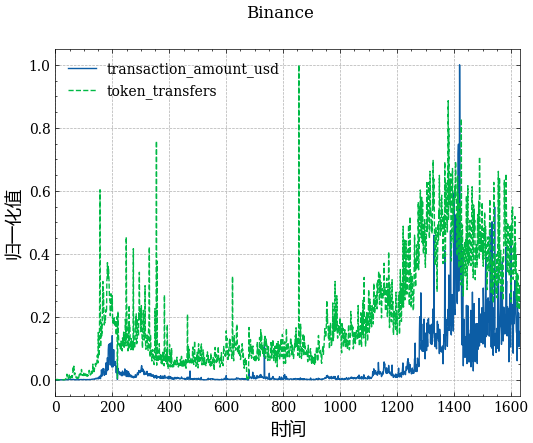 Binance
transaction_amount_usd
token_transfers
归一化值
1.0
0.8
0.6
0.4
0.2
0.0
0 200 400 600 800 1000 1200 1400 1600
时间